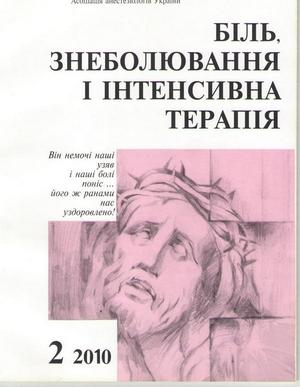 Асоціація анестезіологів України
БІЛЬ,
ЗНЕБОЛЮВАННЯ
І ІНТЕНСИВНА
ТЕРАПІЯ
Він немочі наші
узяв
і наші болі
поніс ...
його ж ранами
нас
уздоровлено!
2 2010